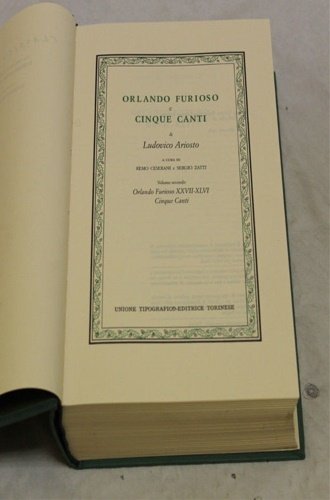 ORLANDO FURIOSO
e
CINQUE CANTI
di
Ludovico Ariosto
A CURA DI
REMO CESERANI e SERGIO ZATTI
Volume secondo
Orlando Furioso XXVII-XLVI
Cinque Canti
UNIONE TIPOGRAFICO-EDITRICE TORINESE